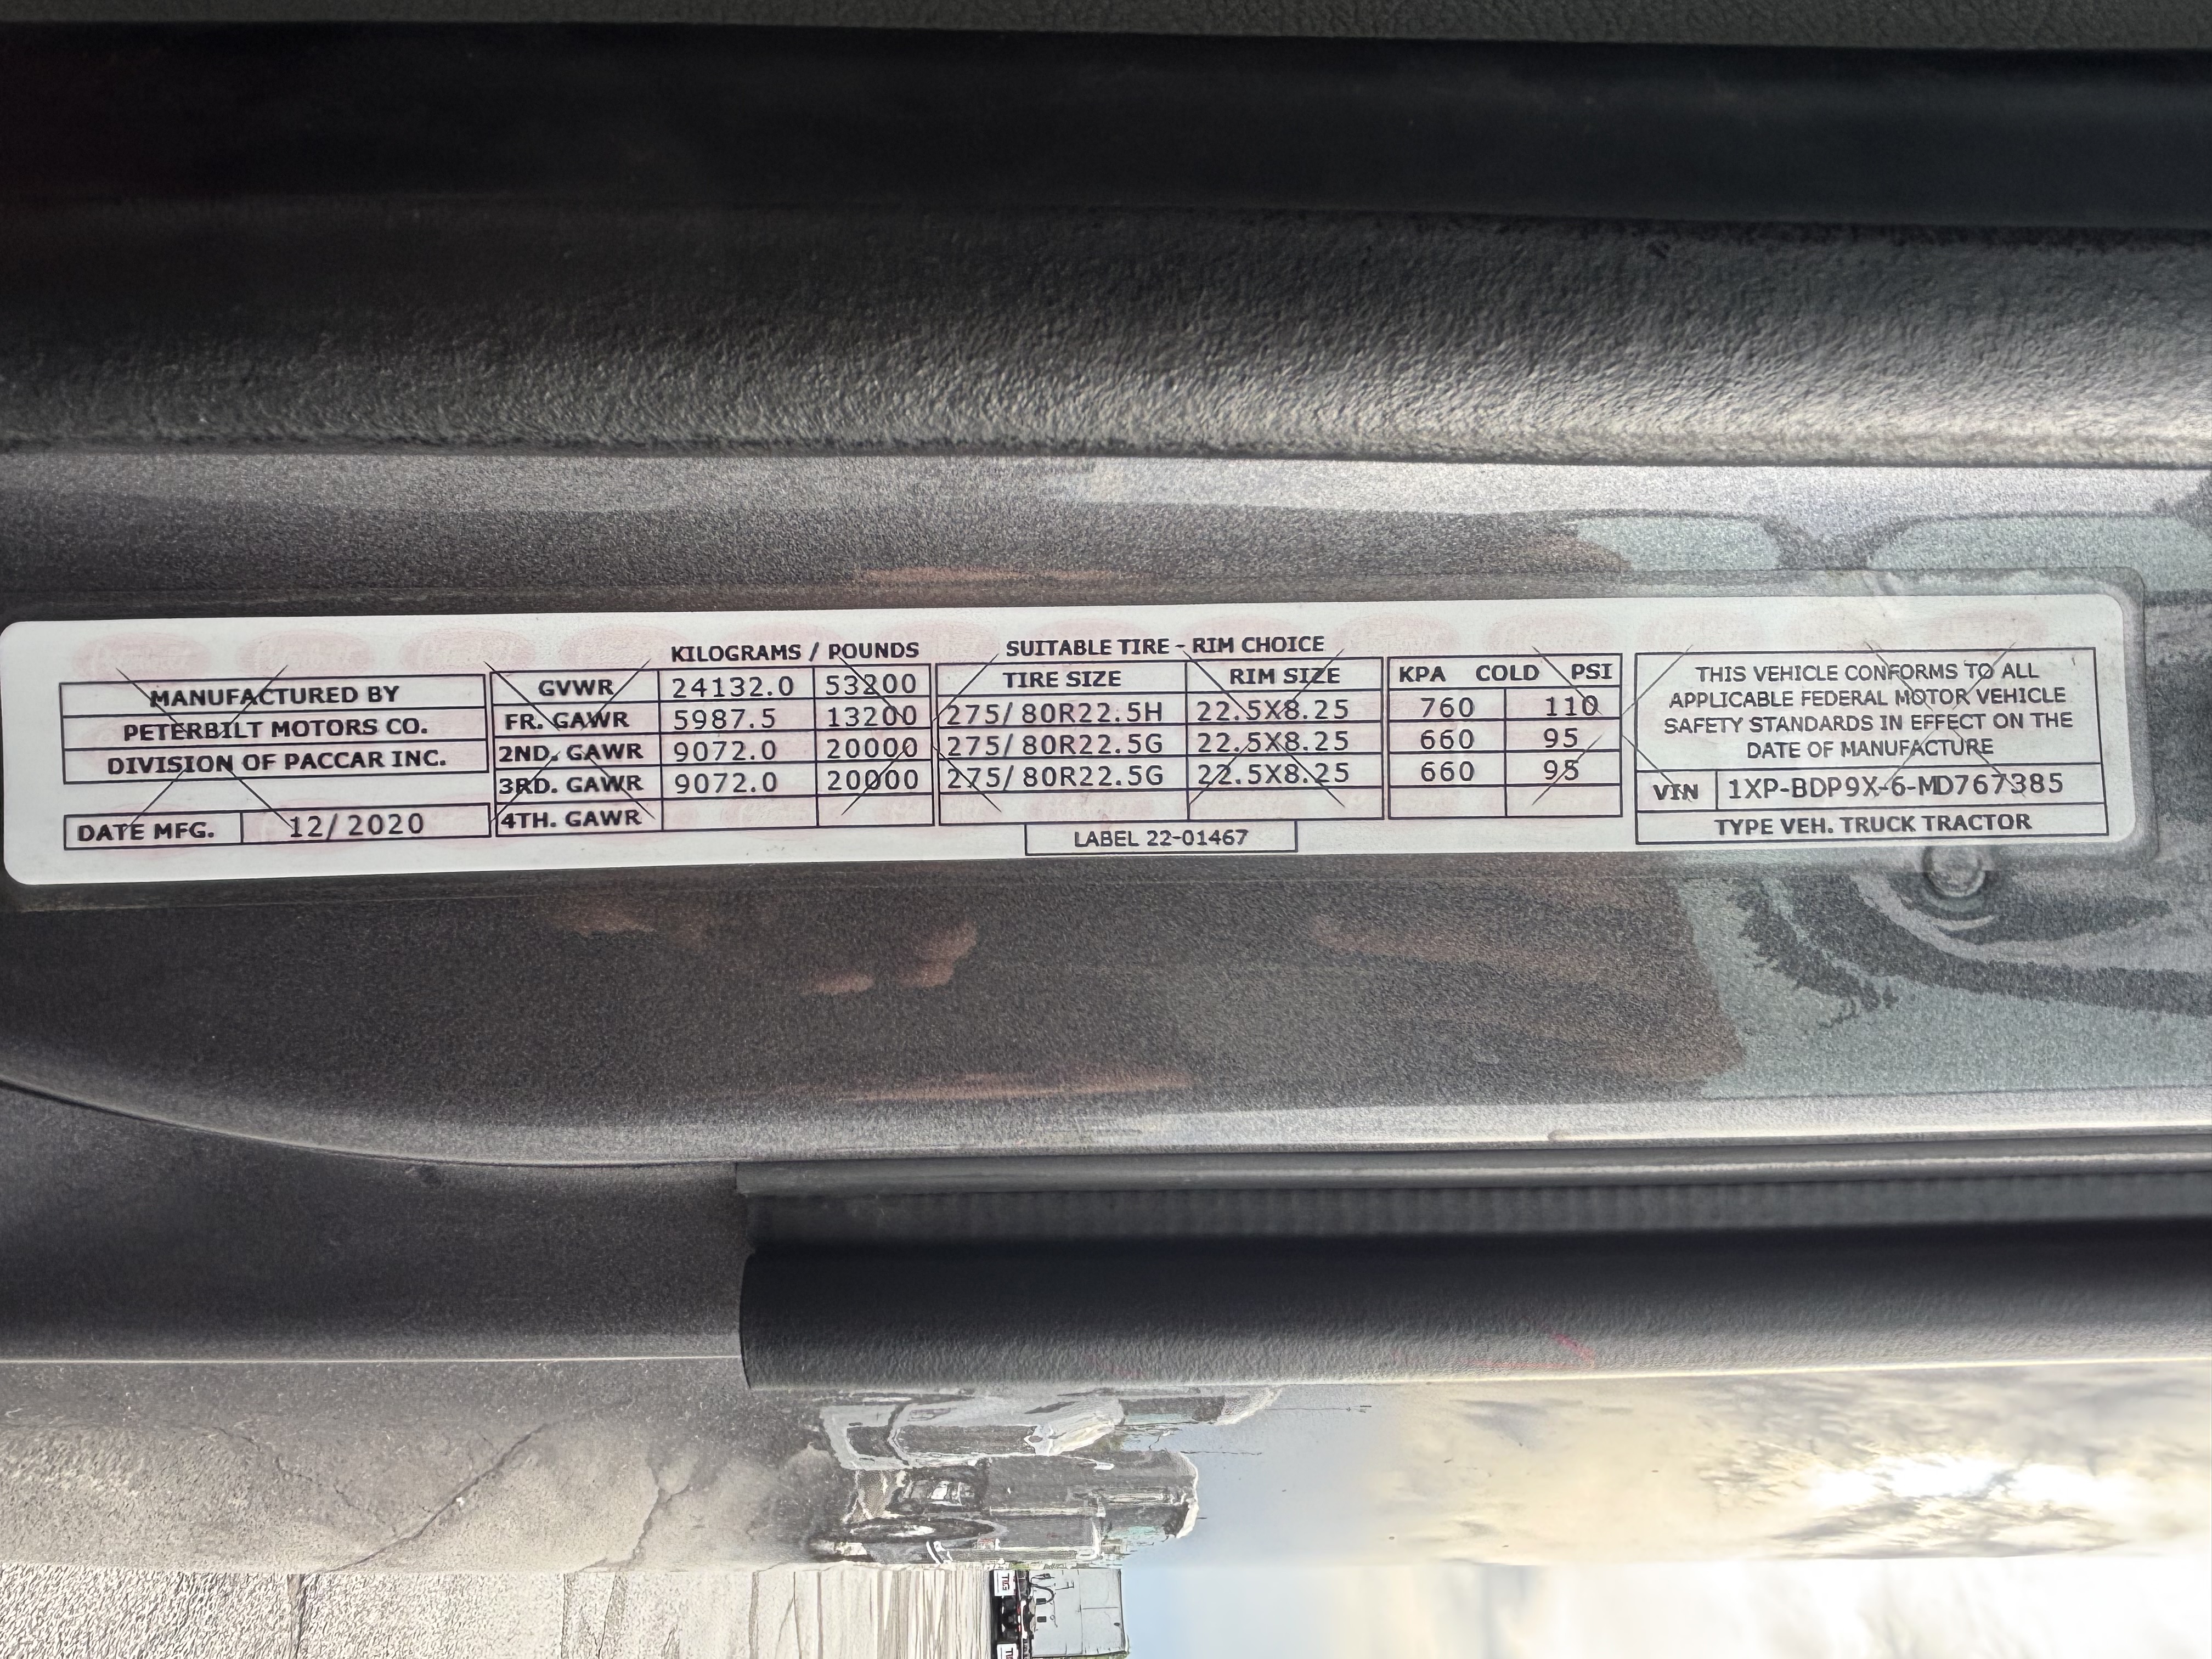 KILOGRAMS / POUNDS
SUITABLE TIRE - RIM CHOICE
MANUFACTURED BY
PETERBILT MOTORS CO.
DIVISION OF PACCAR INC.
DATE MFG. 12/2020
GVWR 24132.0 53200
FR. GAWR 5987.5 13200
2ND. GAWR 9072.0 20000
3RD. GAWR 9072.0 20000
4TH. GAWR
TIRE SIZE RIM SIZE
275/80R22.5H 22.5X8.25
275/80R22.5G 22.5X8.25
275/80R22.5G 22.5X8.25
LABEL 22-01467
KPA COLD PSI
760 110
660 95
660 95
THIS VEHICLE CONFORMS TO ALL
APPLICABLE FEDERAL MOTOR VEHICLE
SAFETY STANDARDS IN EFFECT ON THE
DATE OF MANUFACTURE
VIN 1XP-BDP9X-6-MD767385
TYPE VEH. TRUCK TRACTOR